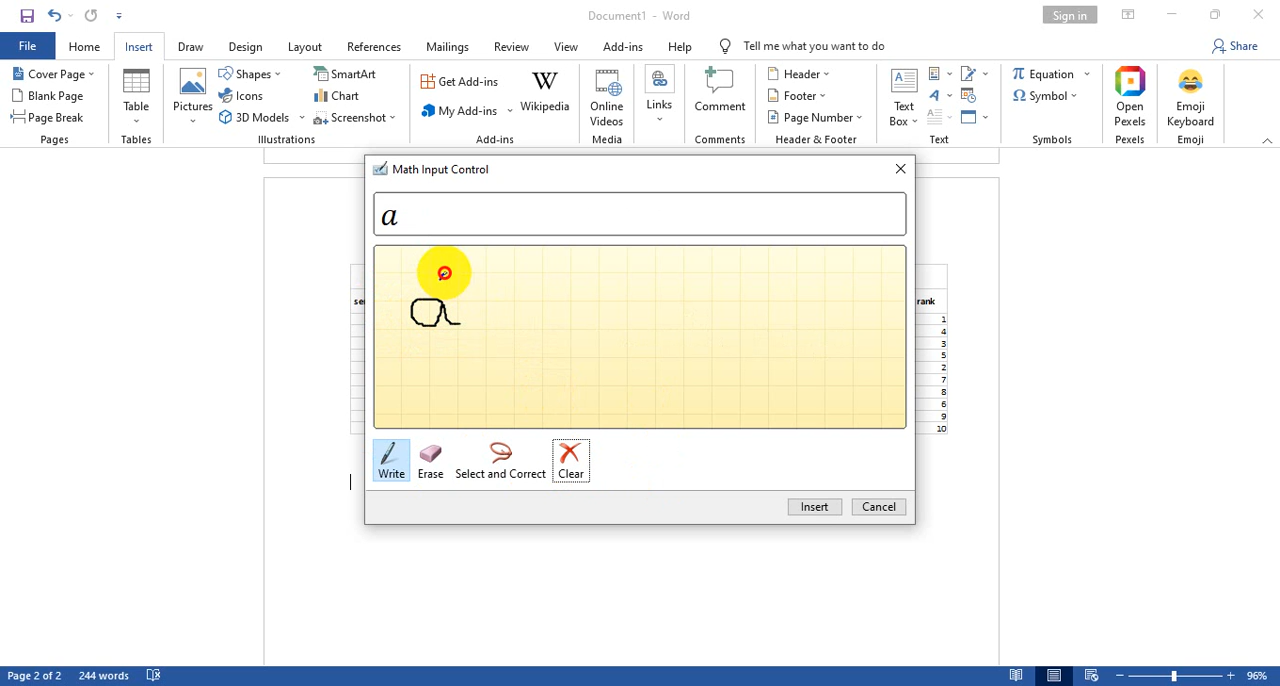 Document1 - Word
Sign in
File Home Insert Draw Design Layout References Mailings Review View Add-ins Help Tell me what you want to do Share
Cover Page
Blank Page
Page Break
Pages
Table
Tables
Pictures
Shapes
Icons
3D Models
SmartArt
Chart
Screenshot
Illustrations
Get Add-ins
My Add-ins
W
Wikipedia
Add-ins
Online
Videos
Media
Links
Comment
Comments
Header
Footer
Page Number
Header & Footer
Text
Box
Text
Equation
Symbol
Symbols
Open
Pexels
Pexels
Emoji
Keyboard
Emoji
Math Input Control
a
a
Write Erase Select and Correct Clear
Insert Cancel
se
rank
1
4
3
5
2
7
8
6
9
10
Page 2 of 2 244 words
96%